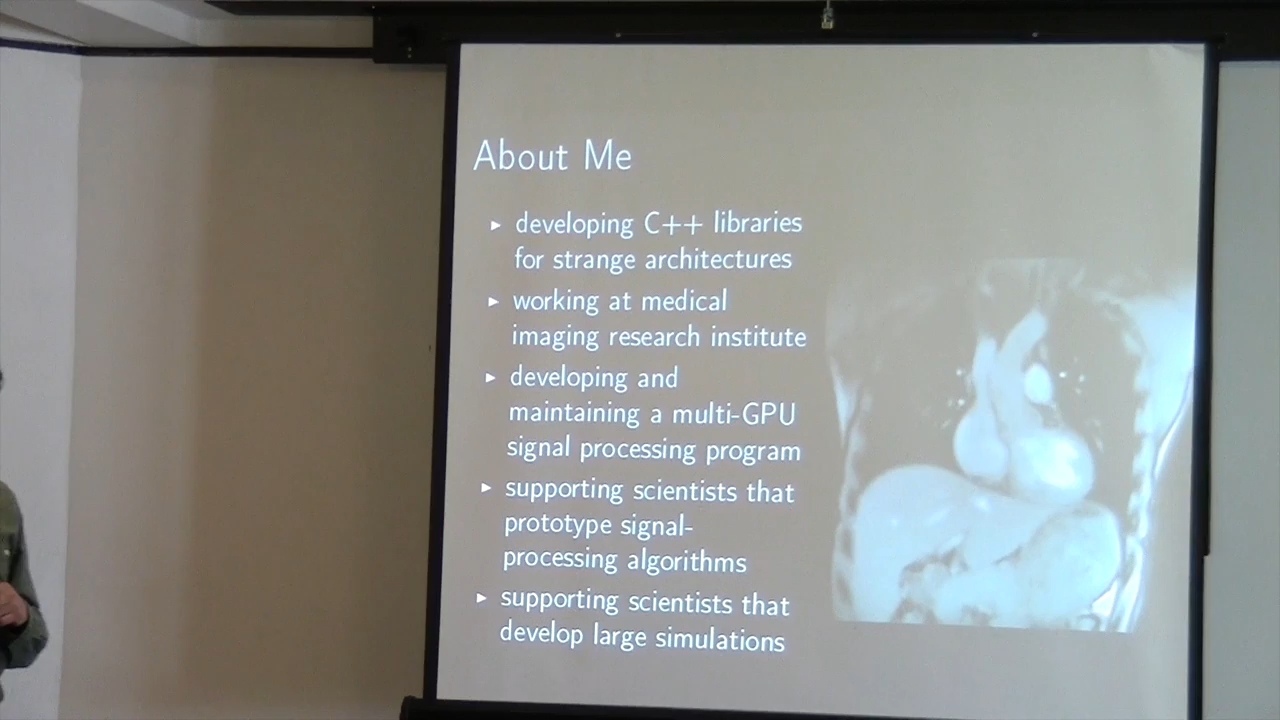 About Me
▸ developing C++ libraries
for strange architectures
▸ working at medical
imaging research institute
▸ developing and
maintaining a multi-GPU
signal processing program
▸ supporting scientists that
prototype signal-
processing algorithms
▸ supporting scientists that
develop large simulations